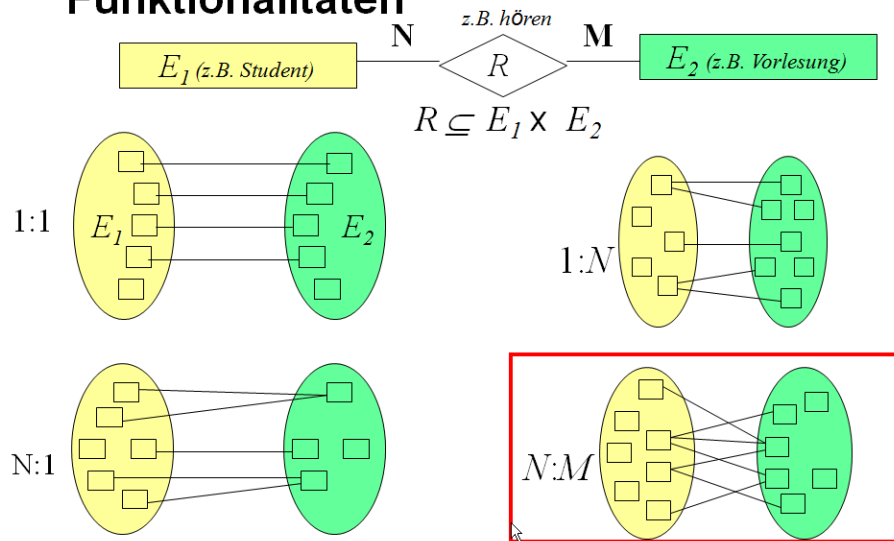 Funktionalitäten
z.B. hören
N
M
E1 (z.B. Student)
R
E2 (z.B. Vorlesung)
R ⊆ E1 x E2
1:1
E1
E2
1:N
N:1
N:M